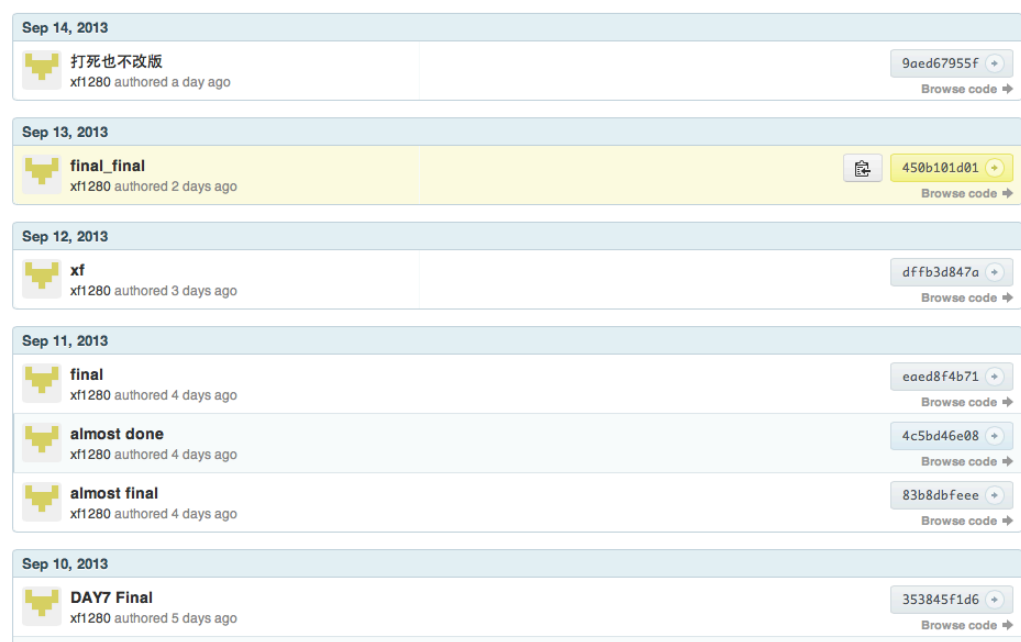 Sep 14, 2013
打死也不改版
9aed67955f
xf1280 authored a day ago
Browse code
Sep 13, 2013
final_final
450b101d01
xf1280 authored 2 days ago
Browse code
Sep 12, 2013
xf
dffb3d847a
xf1280 authored 3 days ago
Browse code
Sep 11, 2013
final
eaed8f4b71
xf1280 authored 4 days ago
Browse code
almost done
4c5bd46e08
xf1280 authored 4 days ago
Browse code
almost final
83b8dbfeee
xf1280 authored 4 days ago
Browse code
Sep 10, 2013
DAY7 Final
353845f1d6
xf1280 authored 5 days ago
Browse code